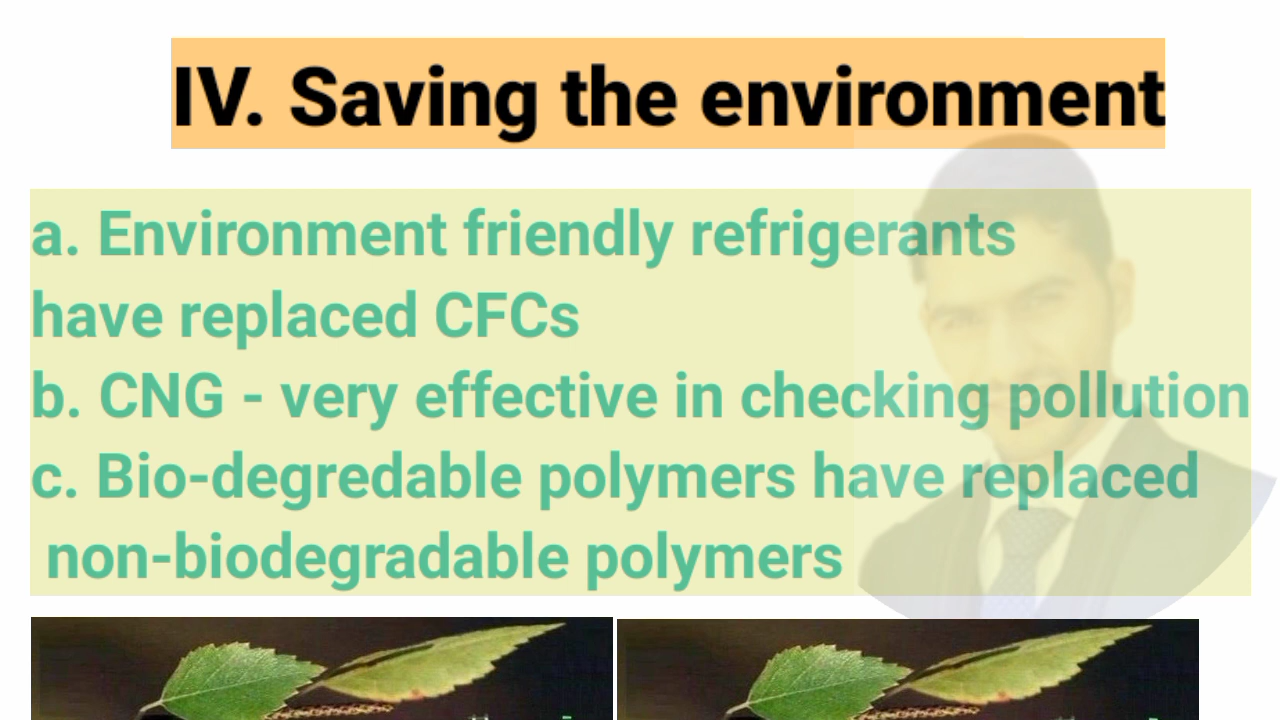 IV. Saving the environment
a. Environment friendly refrigerants
have replaced CFCs
b. CNG - very effective in checking pollution
c. Bio-degredable polymers have replaced
non-biodegradable polymers